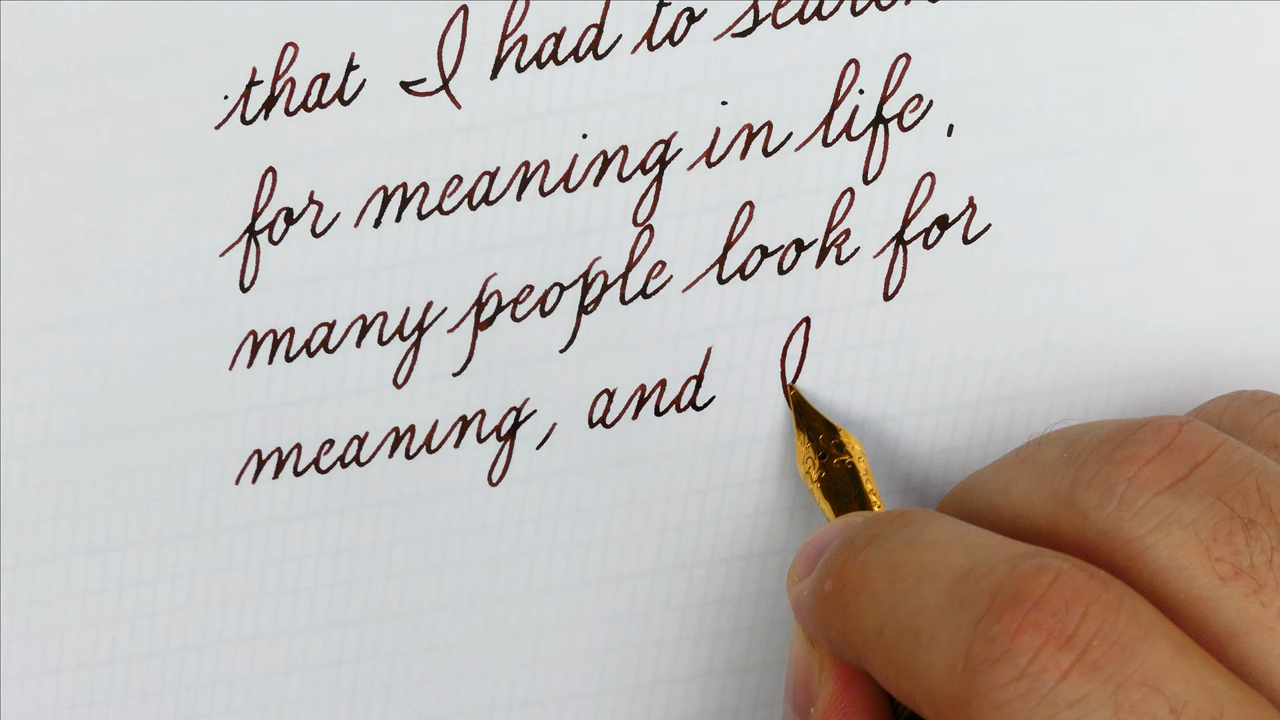 that I had to search
for meaning in life,
many people look for
meaning, and